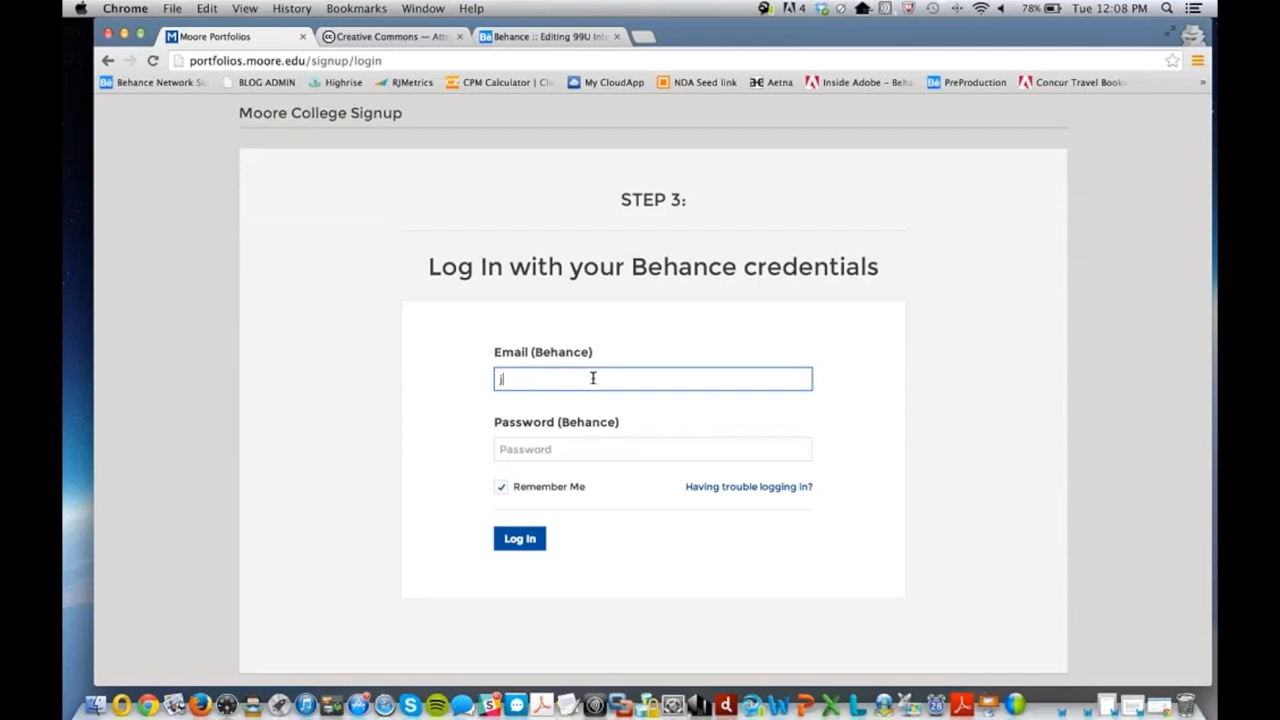 Chrome File Edit View History Bookmarks Window Help 4 78% Tue 12:08 PM
Moore Portfolios Creative Commons — Att Behance :: Editing 99U Inte
portfolios.moore.edu/signup/login
Behance Network Su BLOG ADMIN Highrise RJMetrics CPM Calculator | Cli My CloudApp NDA Seed link Aetna Inside Adobe - Beha PreProduction Concur Travel Book »
Moore College Signup
STEP 3:
Log In with your Behance credentials
Email (Behance)
j
Password (Behance)
Password
Remember Me Having trouble logging in?
Log In